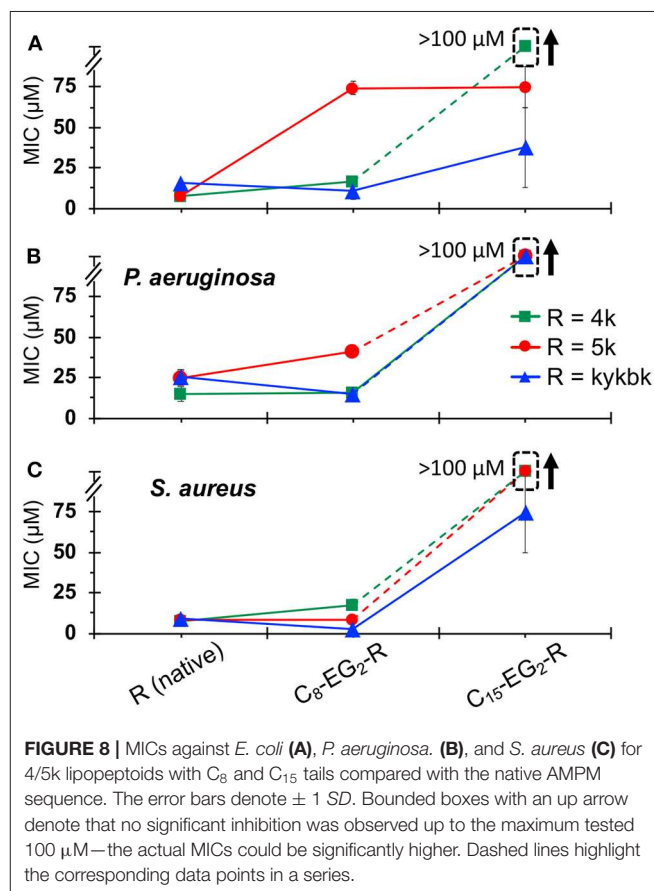 A
>100 µM
MIC (µM)
75
50
25
0
B
P. aeruginosa
>100 µM
MIC (µM)
75
50
25
0
R = 4k
R = 5k
R = kykbk
C
S. aureus
>100 µM
MIC (µM)
75
50
25
0
R (native)
C₈-EG₂-R
C₁₅-EG₂-R
FIGURE 8 | MICs against E. coli (A), P. aeruginosa. (B), and S. aureus (C) for
4/5k lipopeptoids with C₈ and C₁₅ tails compared with the native AMPM
sequence. The error bars denote ± 1 SD. Bounded boxes with an up arrow
denote that no significant inhibition was observed up to the maximum tested
100 µM—the actual MICs could be significantly higher. Dashed lines highlight
the corresponding data points in a series.